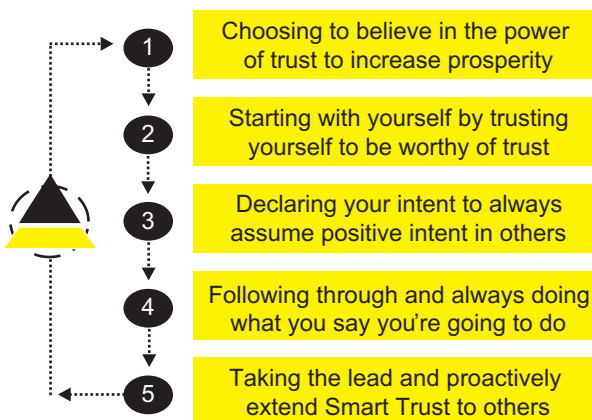 1
Choosing to believe in the power
of trust to increase prosperity
2
Starting with yourself by trusting
yourself to be worthy of trust
3
Declaring your intent to always
assume positive intent in others
4
Following through and always doing
what you say you're going to do
5
Taking the lead and proactively
extend Smart Trust to others